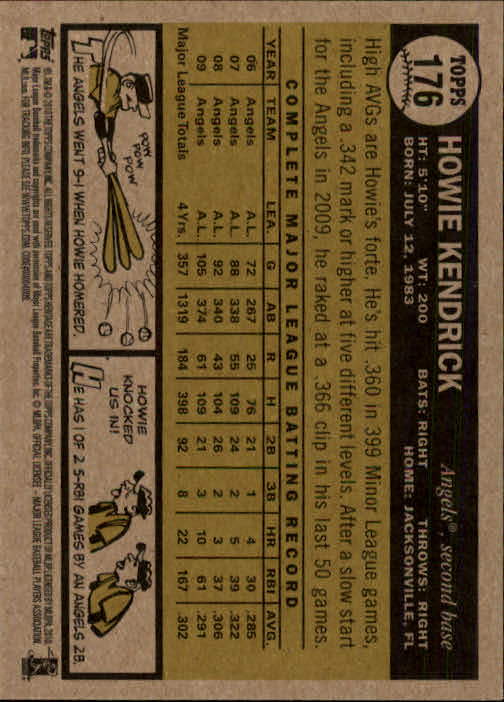 TOPPS
176
HOWIE KENDRICK
Angels®, second base
HT: 5'10" WT: 200 BATS: RIGHT THROWS: RIGHT
BORN: JULY 12, 1983 HOME: JACKSONVILLE, FL
High AVGs are Howie's forte. He's hit .360 in 399 Minor League games,
including a .342 mark or higher at five different levels. After a slow start
for the Angels in 2009, he raked at a .366 clip in his last 50 games.
COMPLETE MAJOR LEAGUE BATTING RECORD
YEAR TEAM LEA. G AB R H 2B 3B HR RBI AVG.
06 Angels A.L. 72 267 25 76 21 1 4 30 .285
07 Angels A.L. 88 338 55 109 24 2 5 39 .322
08 Angels A.L. 92 340 43 104 26 2 3 37 .306
09 Angels A.L. 105 374 61 109 21 3 10 61 .291
Major League Totals 4 Yrs. 357 1319 184 398 92 8 22 167 .302
POW
POW
POW
THE ANGELS WENT 9-1 WHEN HOWIE HOMERED.
HOWIE
KNOCKED
US IN!
HE HAS 1 OF 2 5-RBI GAMES BY AN ANGELS 2B.
TOPPS